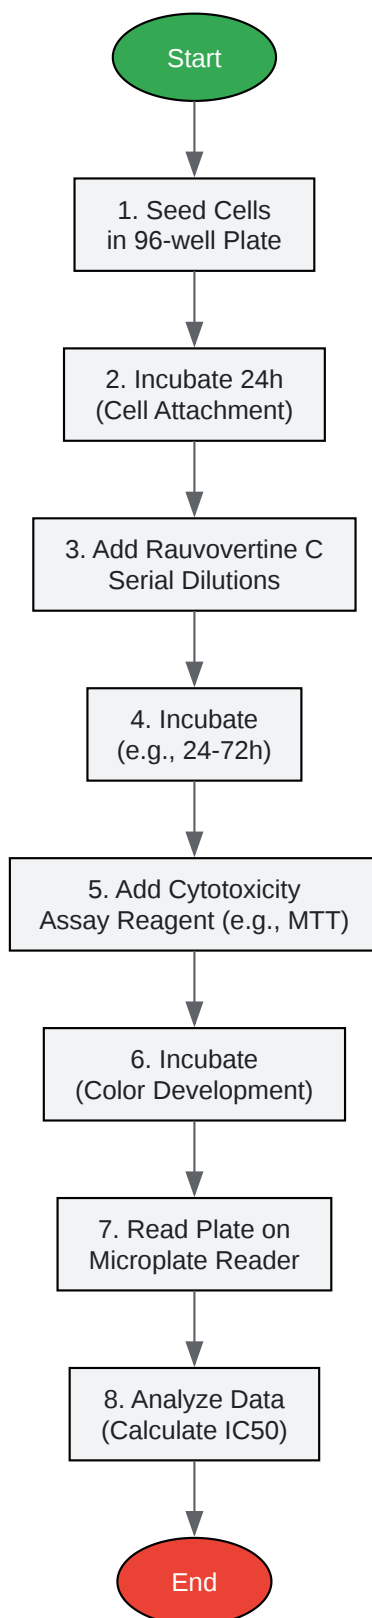 Start
1. Seed Cells
in 96-well Plate
2. Incubate 24h
(Cell Attachment)
3. Add Rauvovertine C
Serial Dilutions
4. Incubate
(e.g., 24-72h)
5. Add Cytotoxicity
Assay Reagent (e.g., MTT)
6. Incubate
(Color Development)
7. Read Plate on
Microplate Reader
8. Analyze Data
(Calculate IC50)
End